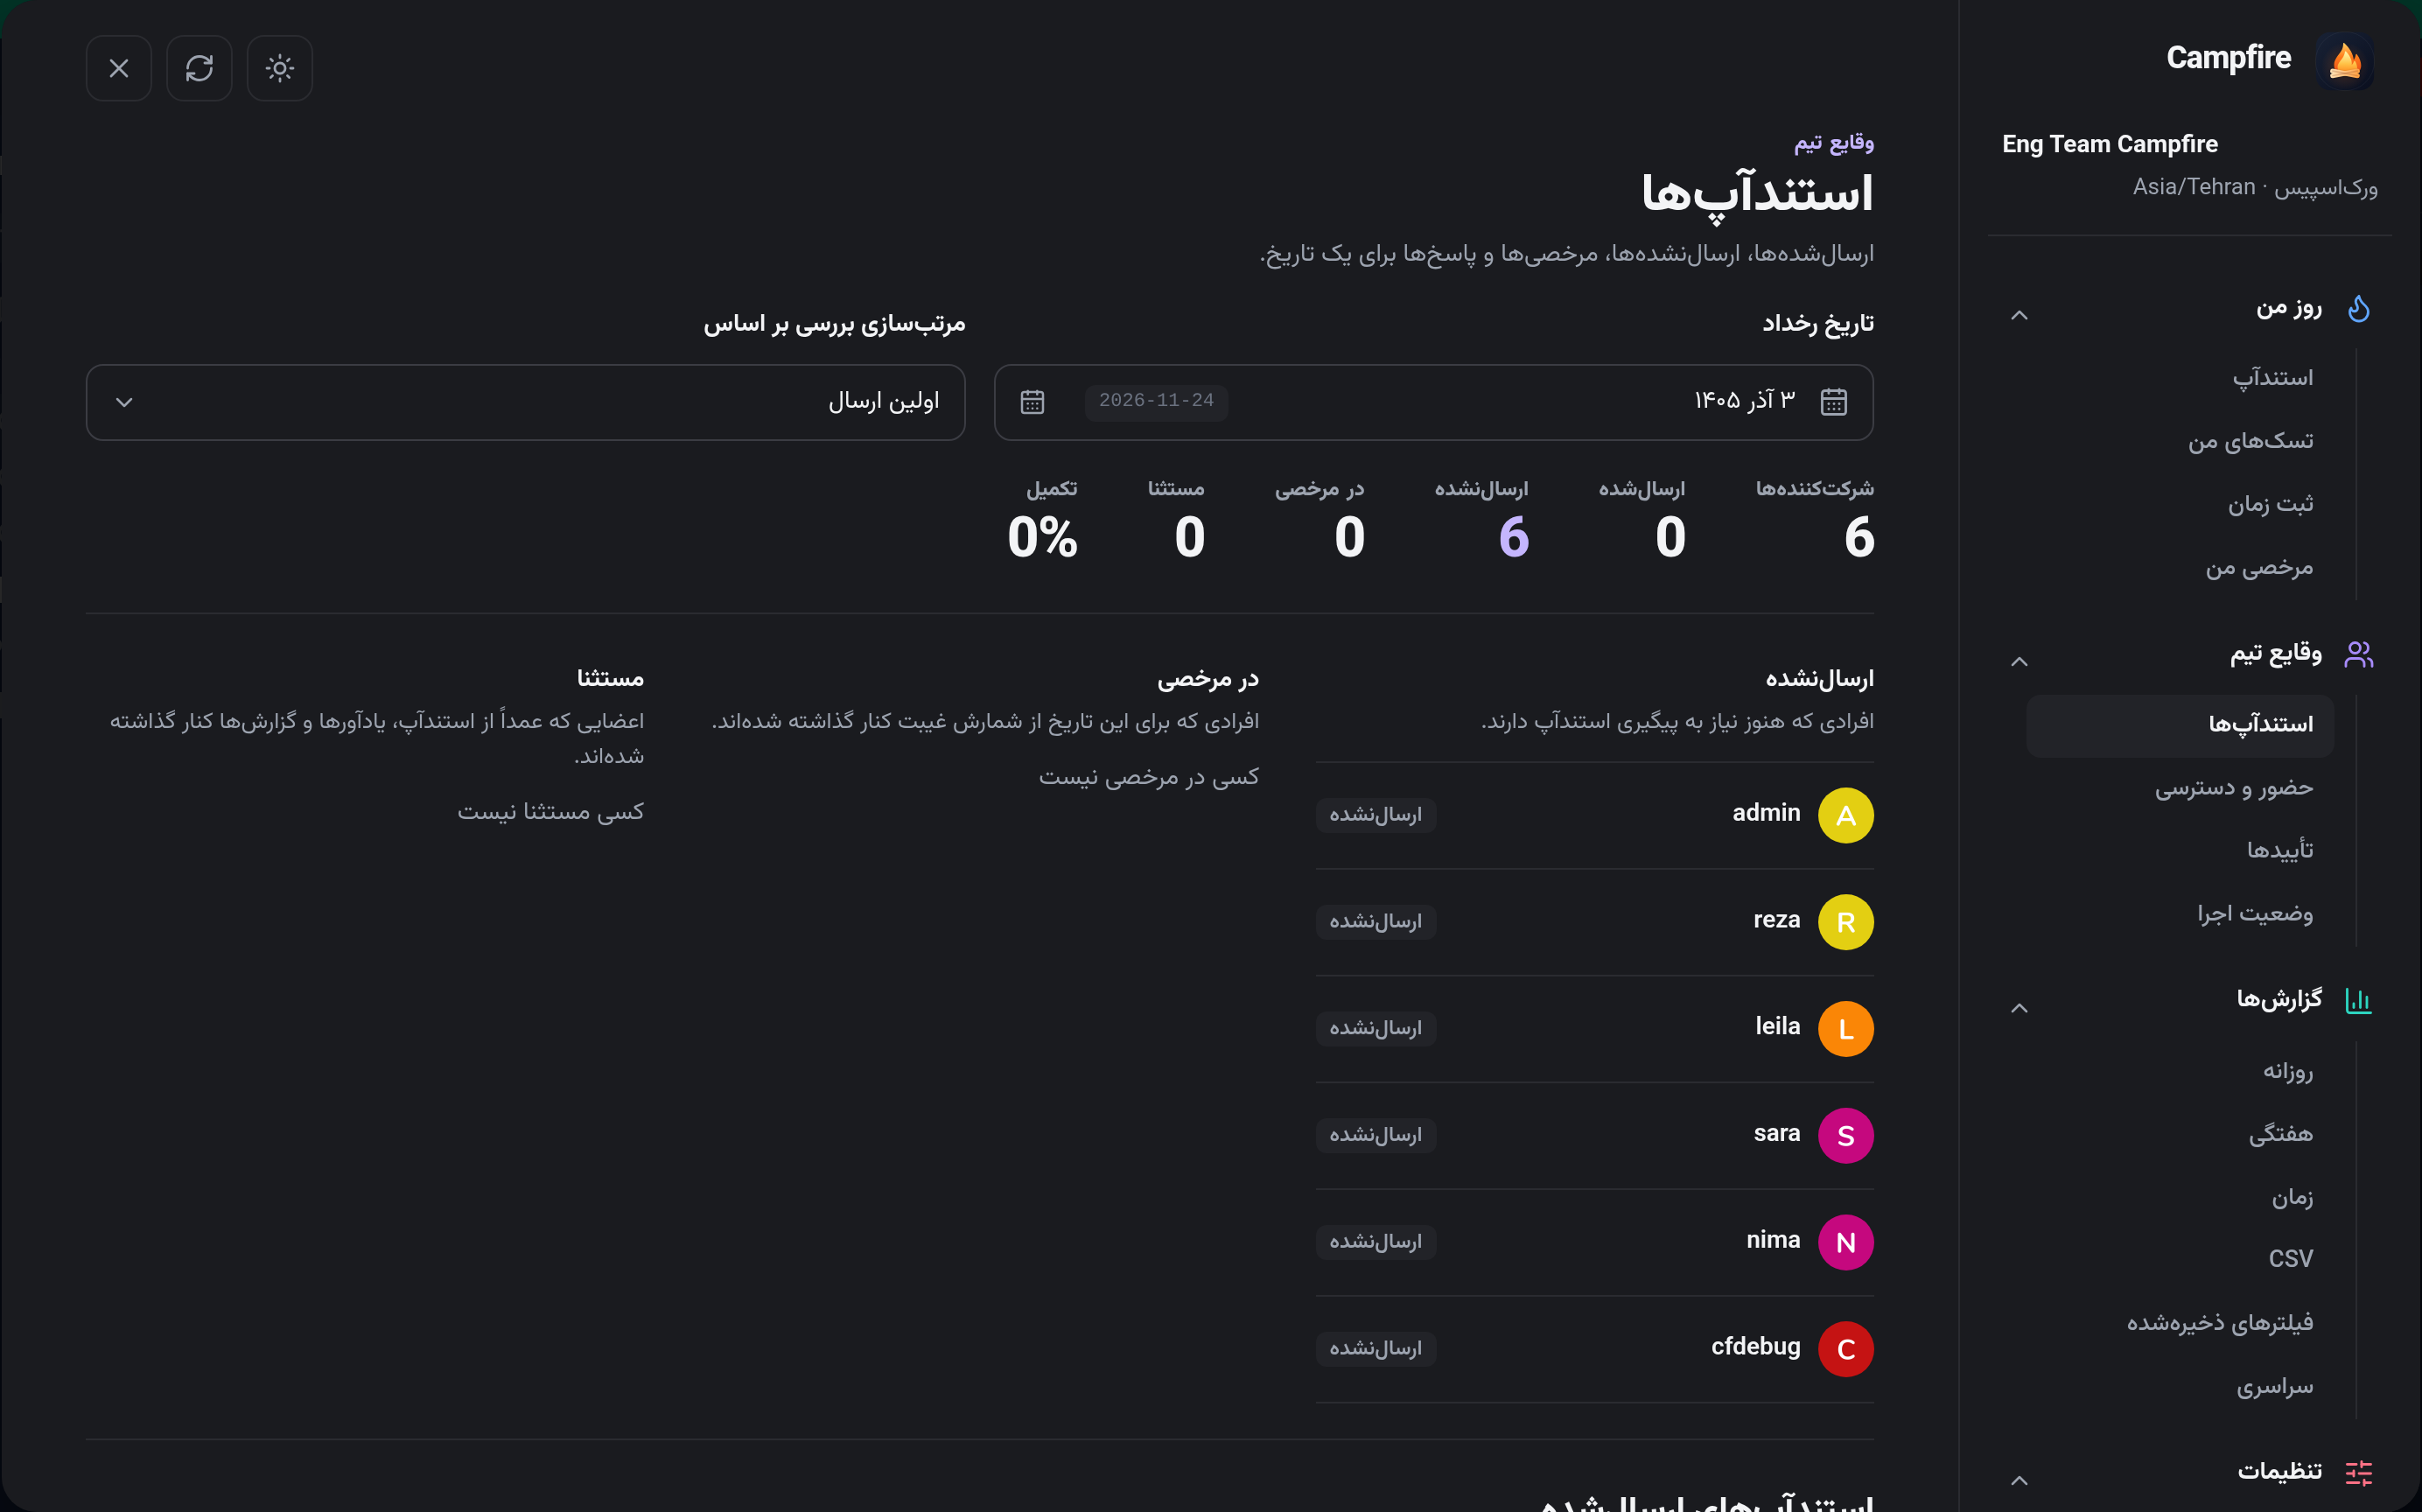 Campfire
Eng Team Campfire
ورک‌اسپیس · Asia/Tehran
روز من
استندآپ
تسک‌های من
ثبت زمان
مرخصی من
وقایع تیم
استندآپ‌ها
حضور و دسترسی
تأییدها
وضعیت اجرا
گزارش‌ها
روزانه
هفتگی
زمان
CSV
فیلترهای ذخیره‌شده
سراسری
تنظیمات
وقایع تیم
استندآپ‌ها
ارسال‌شده‌ها، ارسال‌نشده‌ها، مرخصی‌ها و پاسخ‌ها برای یک تاریخ.
تاریخ رخداد
۳ آذر ۱۴۰۵ 2026-11-24
مرتب‌سازی بررسی بر اساس
اولین ارسال
شرکت‌کننده‌ها
6
ارسال‌شده
0
ارسال‌نشده
6
در مرخصی
0
مستثنا
0
تکمیل
0%
ارسال‌نشده
افرادی که هنوز نیاز به پیگیری استندآپ دارند.
A admin ارسال‌نشده
R reza ارسال‌نشده
L leila ارسال‌نشده
S sara ارسال‌نشده
N nima ارسال‌نشده
C cfdebug ارسال‌نشده
در مرخصی
افرادی که برای این تاریخ از شمارش غیبت کنار گذاشته شده‌اند.
کسی در مرخصی نیست
مستثنا
اعضایی که عمداً از استندآپ، یادآورها و گزارش‌ها کنار گذاشته
شده‌اند.
کسی مستثنا نیست
استندآپ‌های ارسال‌شده